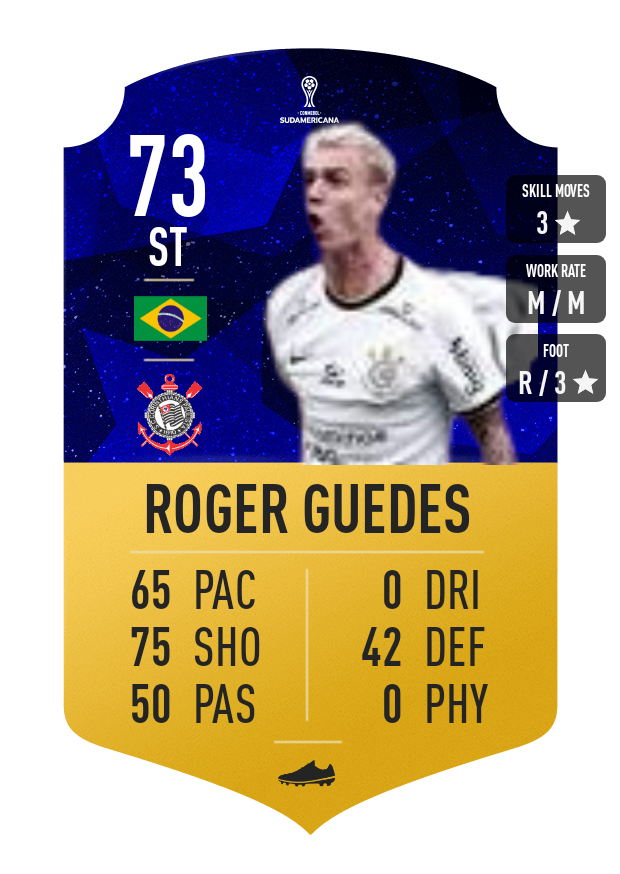 CONMEBOL
SUDAMERICANA
73
ST
SKILL MOVES
3 ★
WORK RATE
M / M
FOOT
R / 3 ★
ROGER GUEDES
65 PAC
75 SHO
50 PAS
0 DRI
42 DEF
0 PHY